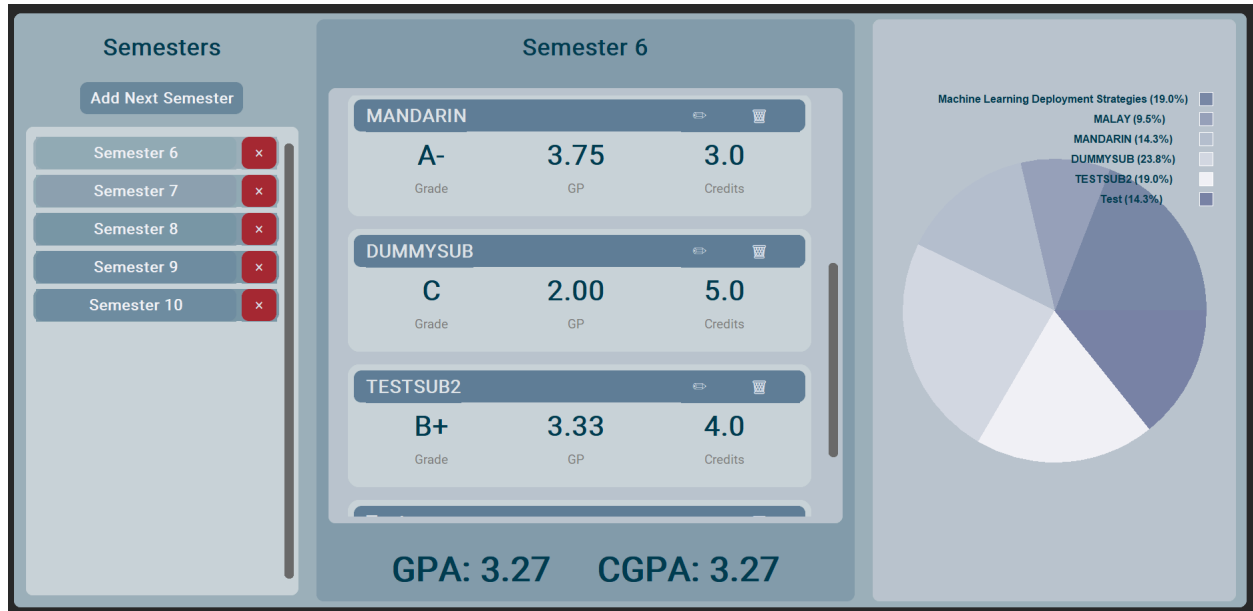 Semesters
Add Next Semester
Semester 6
×
Semester 7
×
Semester 8
×
Semester 9
×
Semester 10
×
Semester 6
MANDARIN
A- 3.75 3.0
Grade GP Credits
DUMMYSUB
C 2.00 5.0
Grade GP Credits
TESTSUB2
B+ 3.33 4.0
Grade GP Credits
GPA: 3.27 CGPA: 3.27
Machine Learning Deployment Strategies (19.0%)
MALAY (9.5%)
MANDARIN (14.3%)
DUMMYSUB (23.8%)
TESTSUB2 (19.0%)
Test (14.3%)